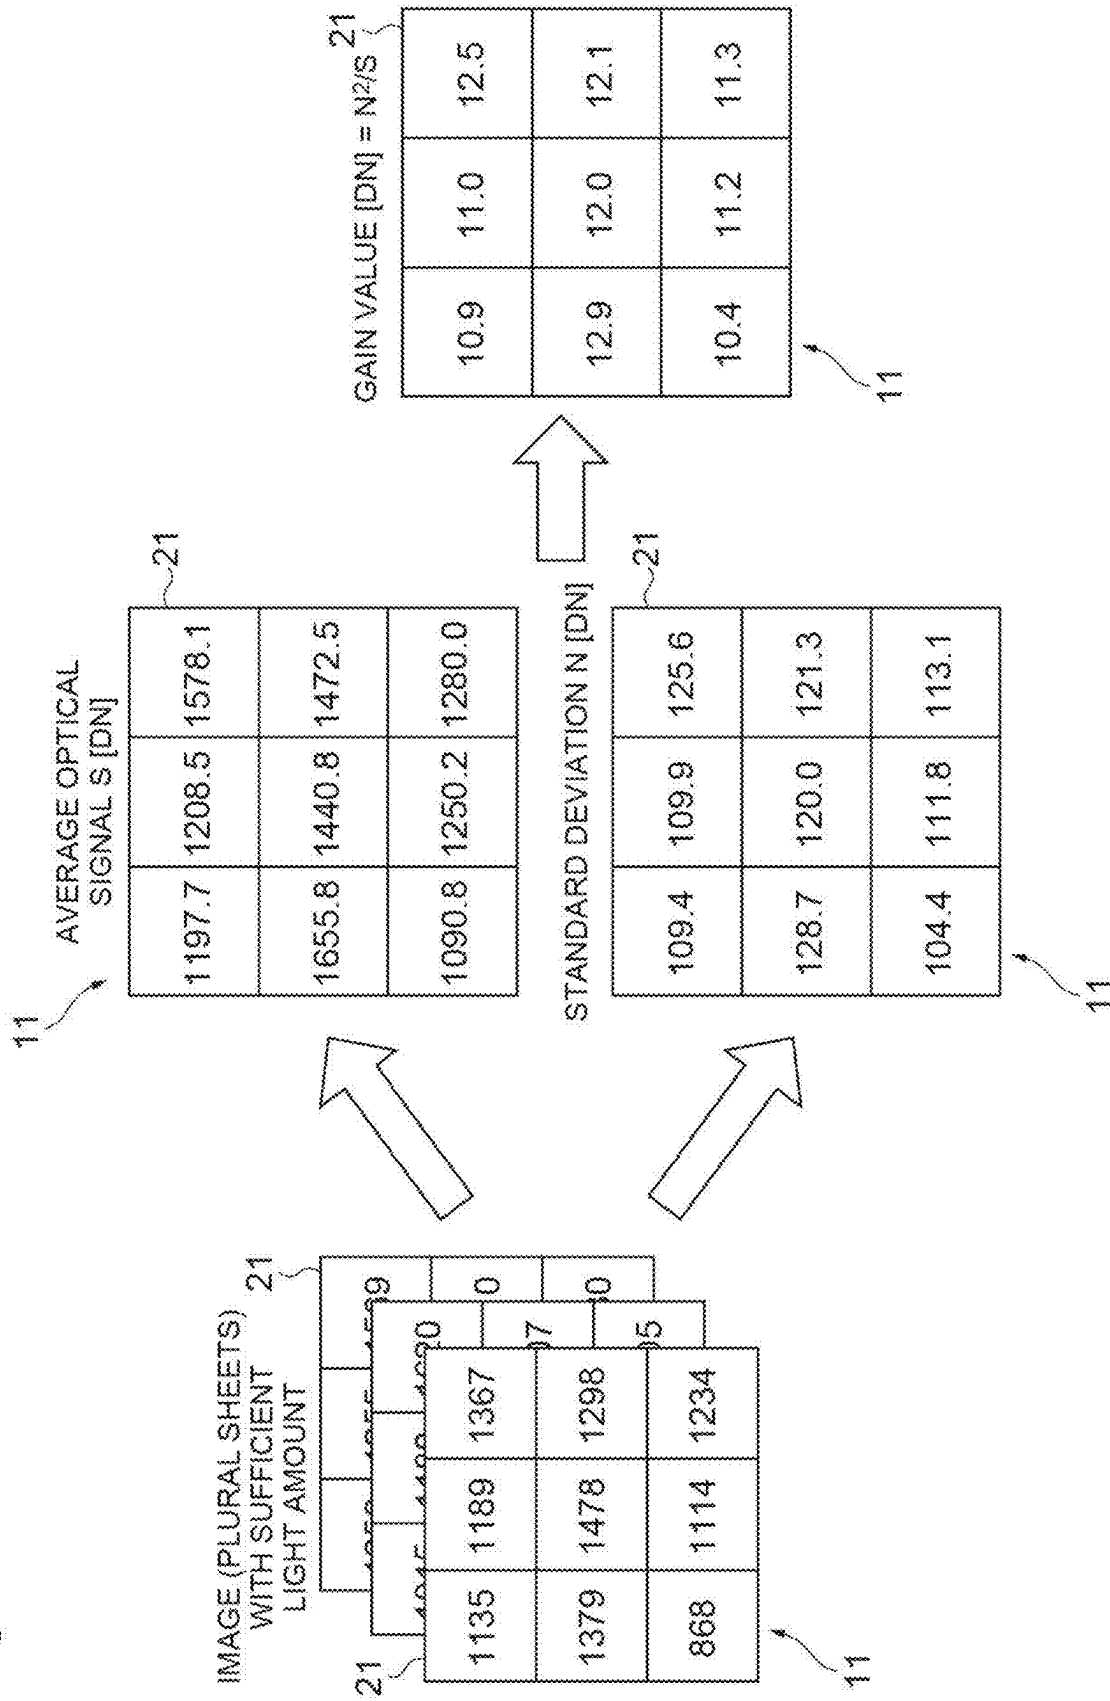 IMAGE (PLURAL SHEETS)
WITH SUFFICIENT
LIGHT AMOUNT
21
21
1135 1189 1367
1379 1478 1298
868 1114 1234
11
AVERAGE OPTICAL
SIGNAL S [DN]
11
21
1197.7 1208.5 1578.1
1655.8 1440.8 1472.5
1090.8 1250.2 1280.0
STANDARD DEVIATION N [DN]
21
109.4 109.9 125.6
128.7 120.0 121.3
104.4 111.8 113.1
11
GAIN VALUE [DN] = N²/S
21
10.9 11.0 12.5
12.9 12.0 12.1
10.4 11.2 11.3
11